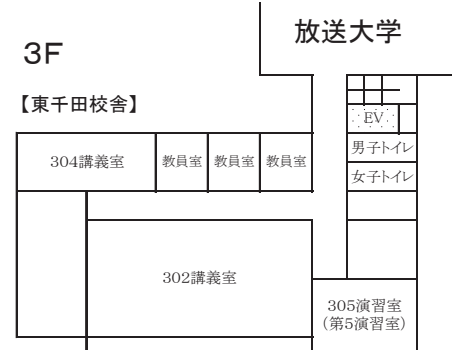 放送大学
3F
【東千田校舎】
EV
男子トイレ
304講義室
教員室
教員室
教員室
女子トイレ
302講義室
305演習室
(第5演習室)